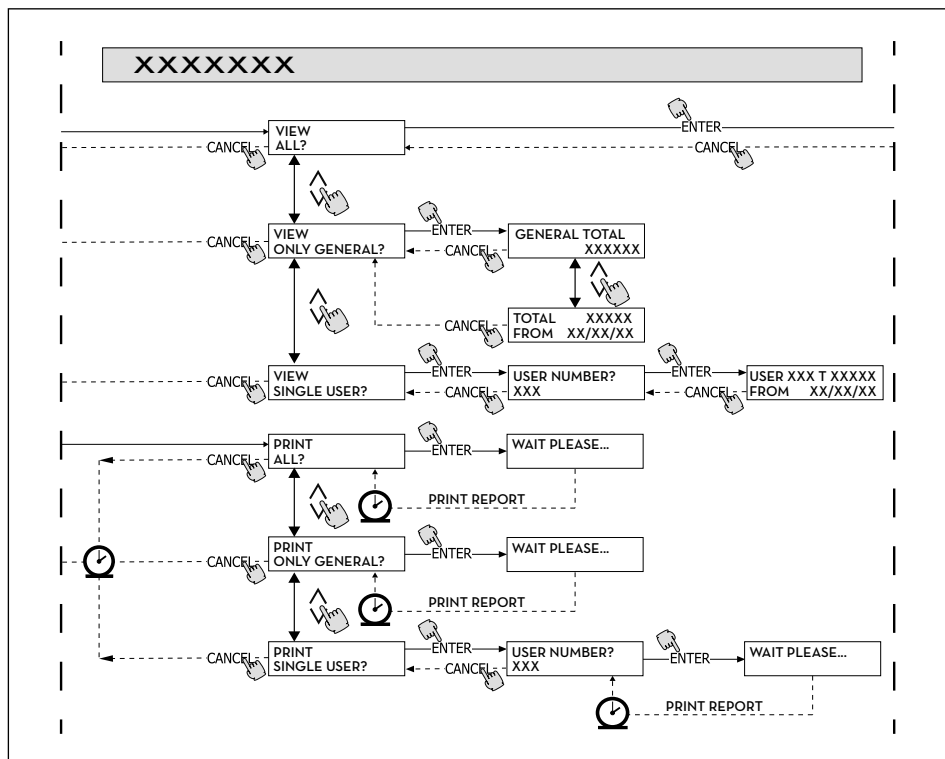 XXXXXXX
VIEW
ALL?
ENTER
CANCEL
CANCEL
VIEW
ONLY GENERAL?
CANCEL
ENTER
CANCEL
GENERAL TOTAL
XXXXXX
CANCEL
TOTAL XXXXX
FROM XX/XX/XX
VIEW
SINGLE USER?
CANCEL
ENTER
CANCEL
USER NUMBER?
XXX
ENTER
CANCEL
USER XXX T XXXXX
FROM XX/XX/XX
PRINT
ALL?
CANCEL
ENTER
WAIT PLEASE...
PRINT REPORT
PRINT
ONLY GENERAL?
CANCEL
ENTER
WAIT PLEASE...
PRINT REPORT
PRINT
SINGLE USER?
CANCEL
ENTER
CANCEL
USER NUMBER?
XXX
ENTER
WAIT PLEASE...
PRINT REPORT